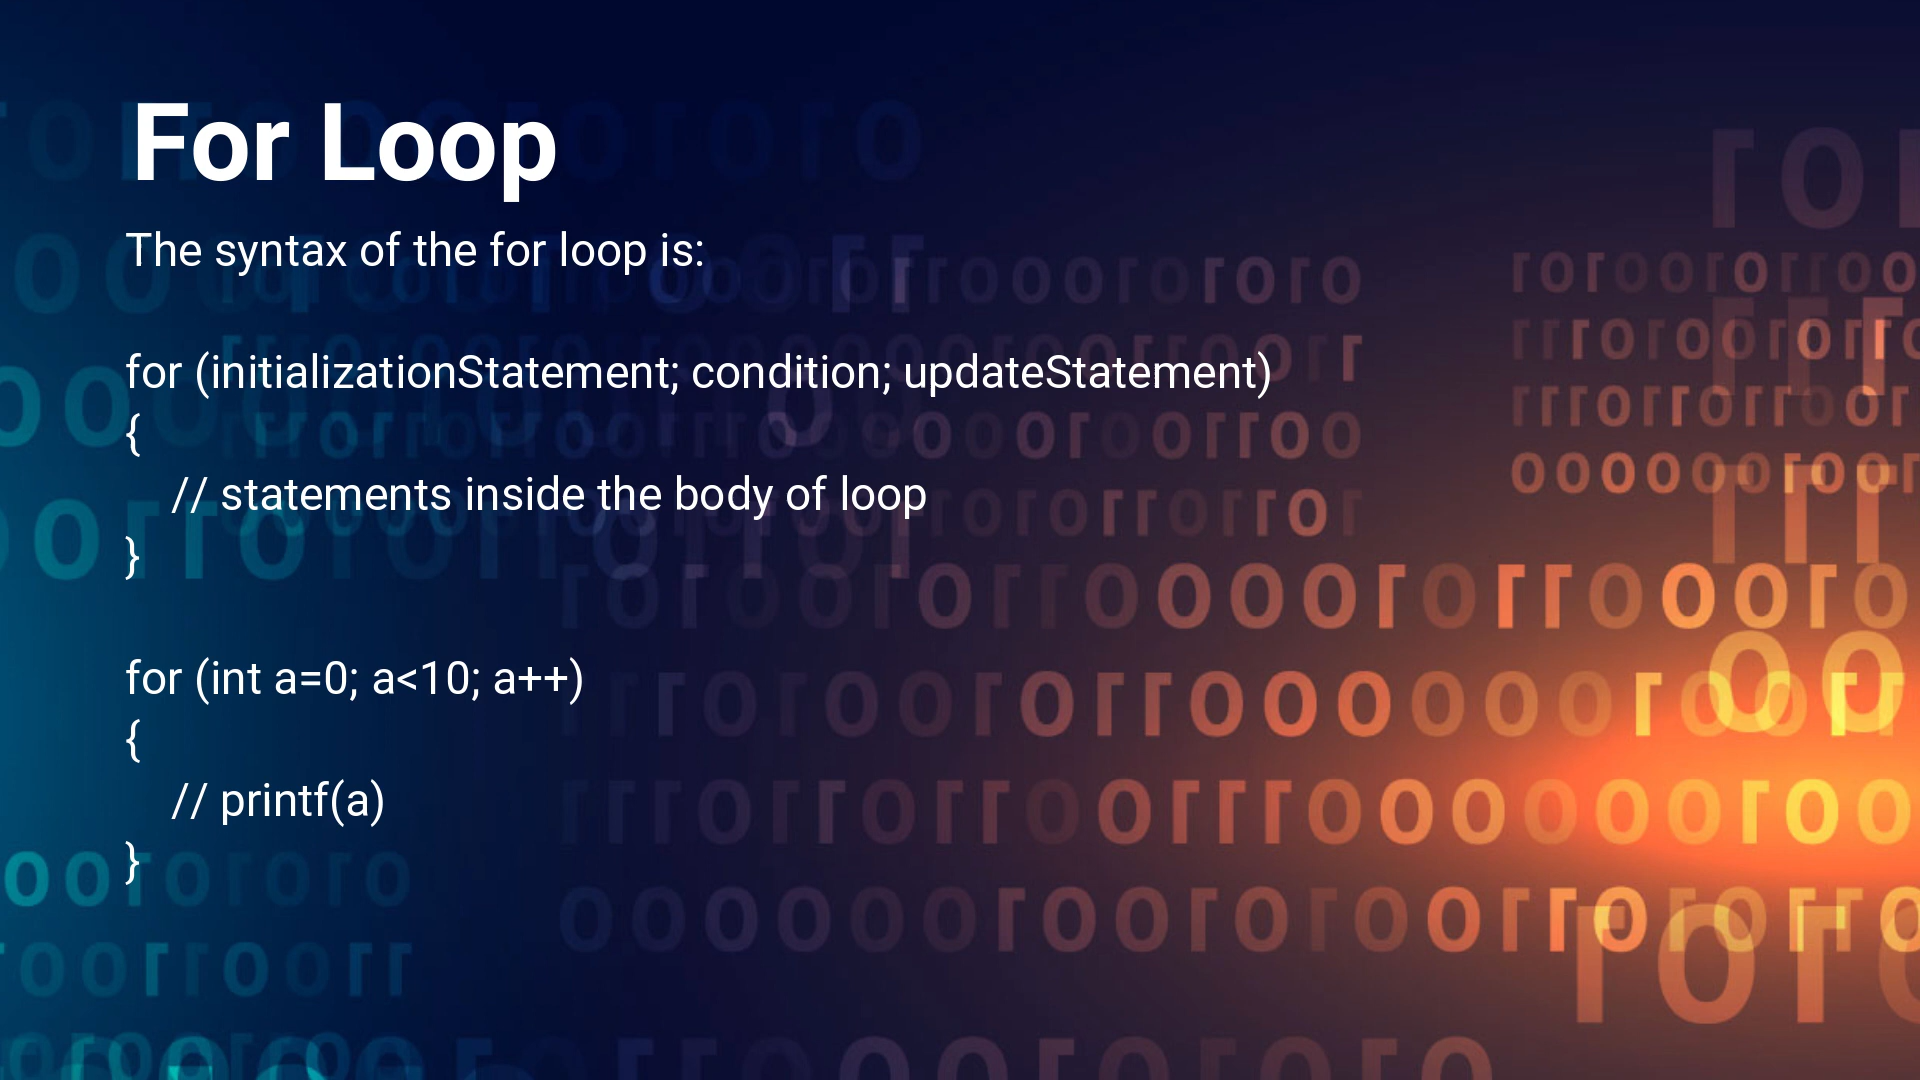 For Loop
The syntax of the for loop is:
for (initializationStatement; condition; updateStatement)
{
// statements inside the body of loop
}
for (int a=0; a<10; a++)
{
// printf(a)
}